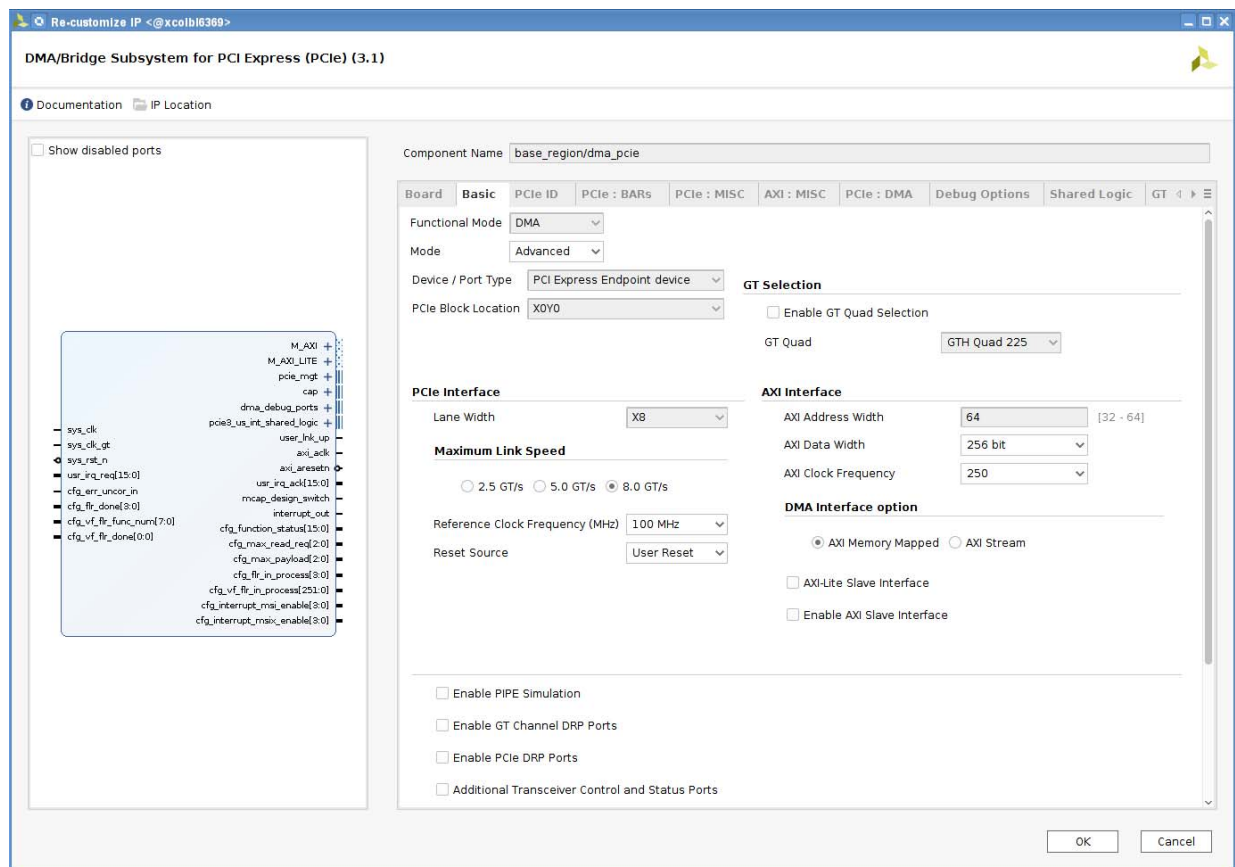 Re-customize IP <@xcolbl6369>
DMA/Bridge Subsystem for PCI Express (PCIe) (3.1)
Documentation IP Location
Show disabled ports
M_AXI
M_AXI_LITE
pcie_mgt
cap
dma_debug_ports
pcie3_us_int_shared_logic
user_lnk_up
axi_aclk
axi_aresetn
usr_irq_ack[15:0]
mcap_design_switch
interrupt_out
cfg_function_status[15:0]
cfg_max_read_req[2:0]
cfg_max_payload[2:0]
cfg_flr_in_process[3:0]
cfg_vf_flr_in_process[251:0]
cfg_interrupt_msi_enable[3:0]
cfg_interrupt_msix_enable[3:0]
sys_clk
sys_clk_gt
sys_rst_n
usr_irq_req[15:0]
cfg_err_uncor_in
cfg_flr_done[3:0]
cfg_vf_flr_func_num[7:0]
cfg_vf_flr_done[0:0]
Component Name base_region/dma_pcie
Board Basic PCIe ID PCIe : BARs PCIe : MISC AXI : MISC PCIe : DMA Debug Options Shared Logic GT
Functional Mode DMA
Mode Advanced
Device / Port Type PCI Express Endpoint device
PCIe Block Location X0Y0
GT Selection
Enable GT Quad Selection
GT Quad GTH Quad 225
PCIe Interface
Lane Width X8
Maximum Link Speed
2.5 GT/s 5.0 GT/s 8.0 GT/s
Reference Clock Frequency (MHz) 100 MHz
Reset Source User Reset
AXI Interface
AXI Address Width 64 [32 - 64]
AXI Data Width 256 bit
AXI Clock Frequency 250
DMA Interface option
AXI Memory Mapped AXI Stream
AXI-Lite Slave Interface
Enable AXI Slave Interface
Enable PIPE Simulation
Enable GT Channel DRP Ports
Enable PCIe DRP Ports
Additional Transceiver Control and Status Ports
OK Cancel